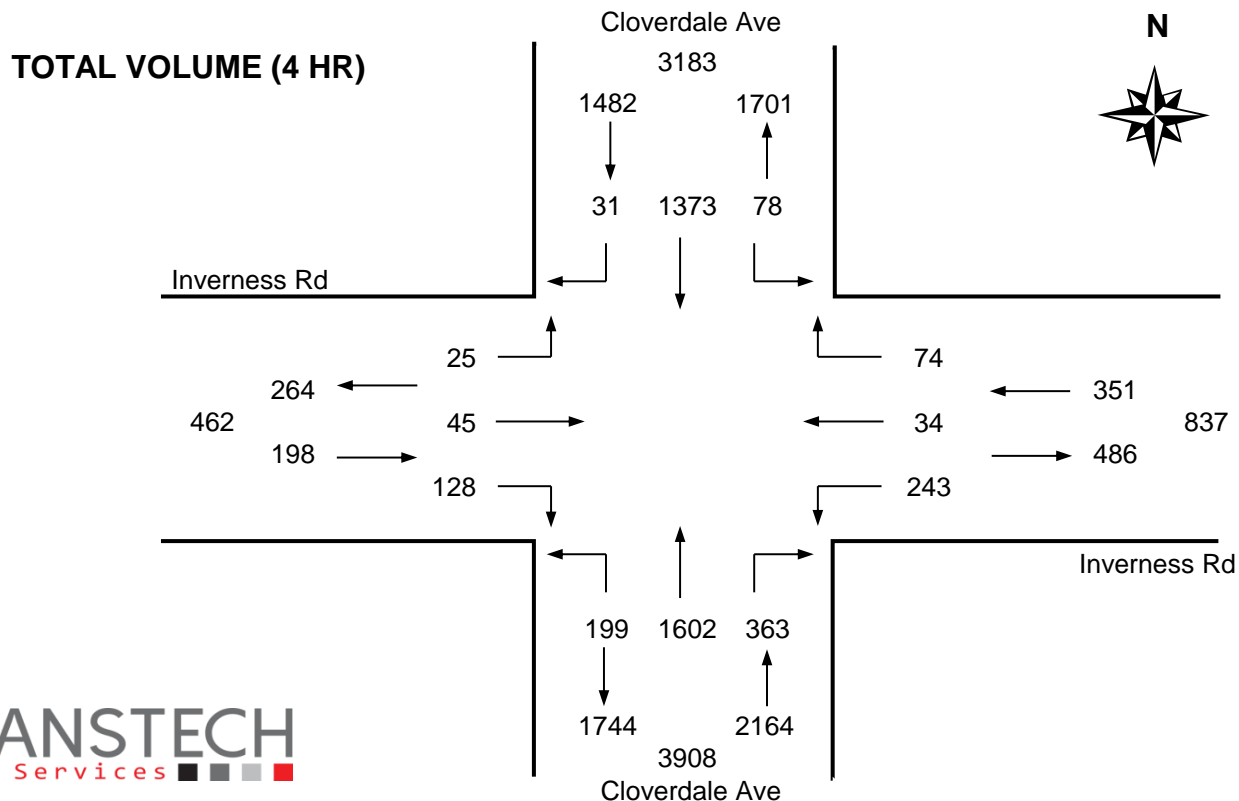 Cloverdale Ave
N
TOTAL VOLUME (4 HR)
3183
1482 1701
31 1373 78
Inverness Rd
25 74
264 351
462 45 34 837
198 486
128 243
Inverness Rd
199 1602 363
1744 2164
3908
Cloverdale Ave
ANSTECH
Services